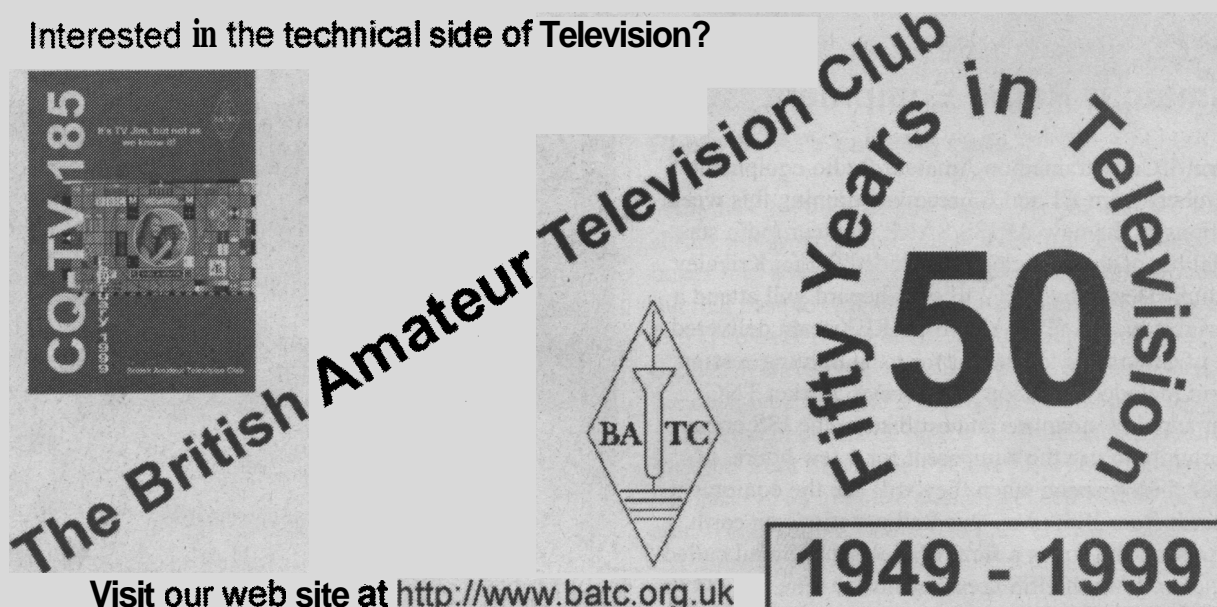 Interested in the technical side of Television?
CQ-TV 185
It's TV Jim, but not as
we know it!
FEBRUARY 1999
British Amateur Television Club
The British Amateur Television Club
BA TC
Fifty Years in Television
50
1949 - 1999
Visit our web site at http://www.batc.org.uk